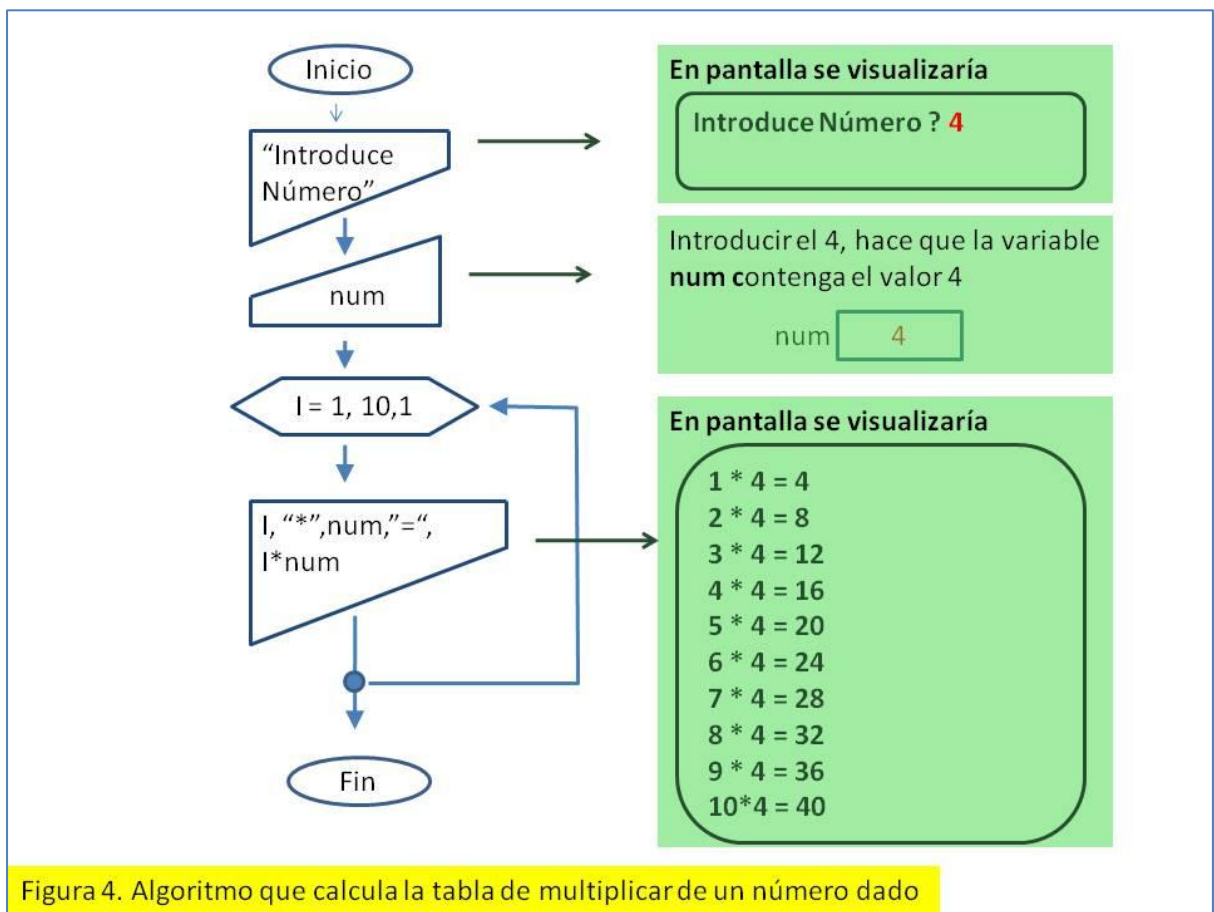 Inicio
“Introduce
Número”
num
I = 1, 10,1
I, “*”,num,”=“,
I*num
Fin
En pantalla se visualizaría
Introduce Número ? 4
Introducir el 4, hace que la variable
num contenga el valor 4
num 4
En pantalla se visualizaría
1 * 4 = 4
2 * 4 = 8
3 * 4 = 12
4 * 4 = 16
5 * 4 = 20
6 * 4 = 24
7 * 4 = 28
8 * 4 = 32
9 * 4 = 36
10*4 = 40
Figura 4. Algoritmo que calcula la tabla de multiplicar de un número dado